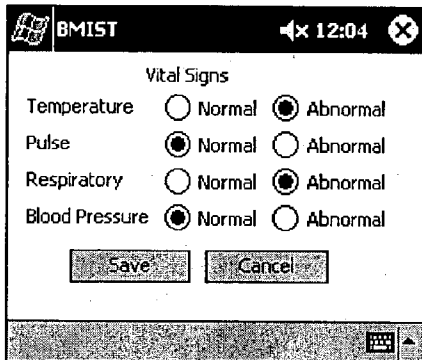 BMIST 12:04
Vital Signs
Temperature Normal Abnormal
Pulse Normal Abnormal
Respiratory Normal Abnormal
Blood Pressure Normal Abnormal
Save Cancel